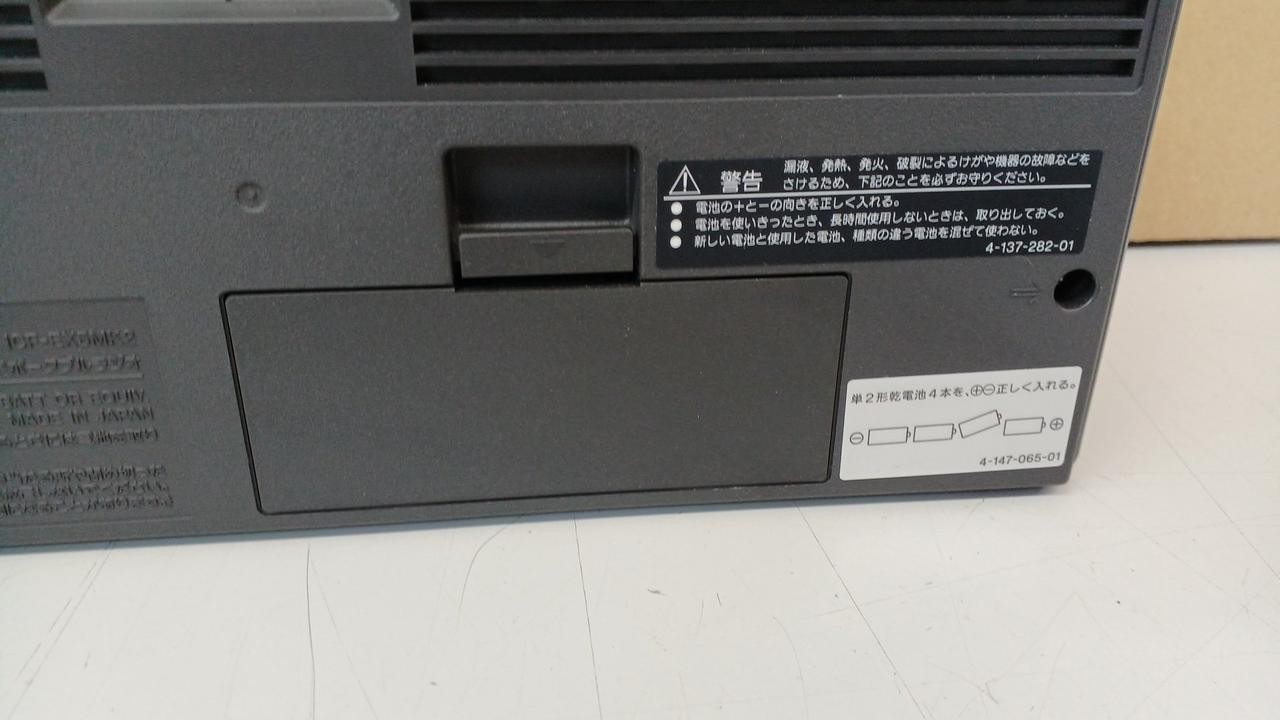 警告
漏液、発熱、発火、破裂によるけがや機器の故障などを
さけるため、下記のことを必ずお守りください。
● 電池の＋と－の向きを正しく入れる。
● 電池を使いきったとき、長時間使用しないときは、取り出しておく。
● 新しい電池と使用した電池、種類の違う電池を混ぜて使わない。
4-137-282-01
ICF-EX5MK2
ポータブルラジオ
BATT OR EQUIV.
MADE IN JAPAN
単2形乾電池4本を、⊕⊖正しく入れる。
⊖ ⊕
4-147-065-01